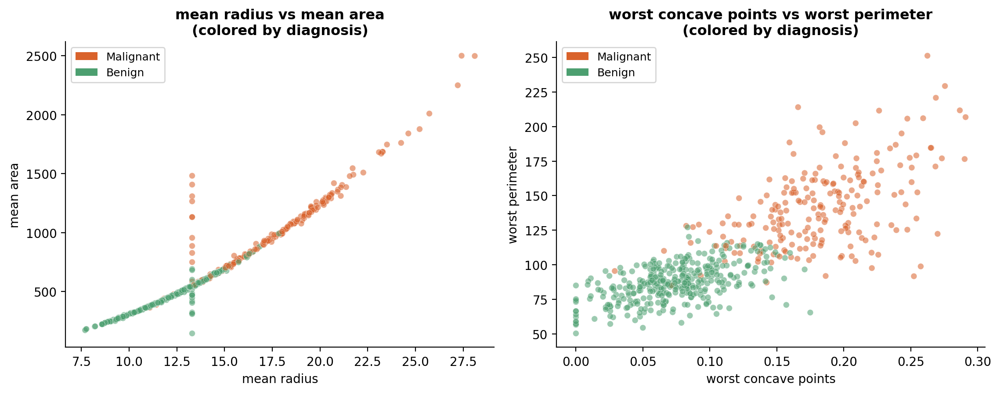 mean radius vs mean area
(colored by diagnosis)
Malignant
Benign
2500
2000
1500
1000
500
mean area
7.5
10.0
12.5
15.0
17.5
20.0
22.5
25.0
27.5
mean radius
worst concave points vs worst perimeter
(colored by diagnosis)
Malignant
Benign
250
225
200
175
150
125
100
75
50
worst perimeter
0.00
0.05
0.10
0.15
0.20
0.25
0.30
worst concave points